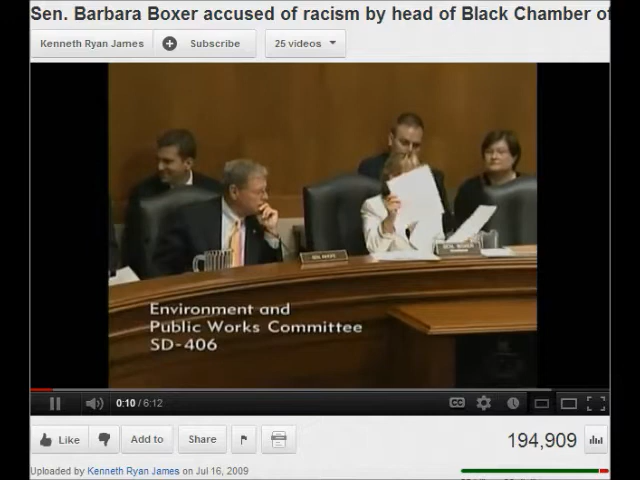 Sen. Barbara Boxer accused of racism by head of Black Chamber of
Kenneth Ryan James
Subscribe
25 videos
Environment and
Public Works Committee
SD-406
0:10 / 6:12
CC
Like
Add to
Share
194,909
Uploaded by Kenneth Ryan James on Jul 16, 2009